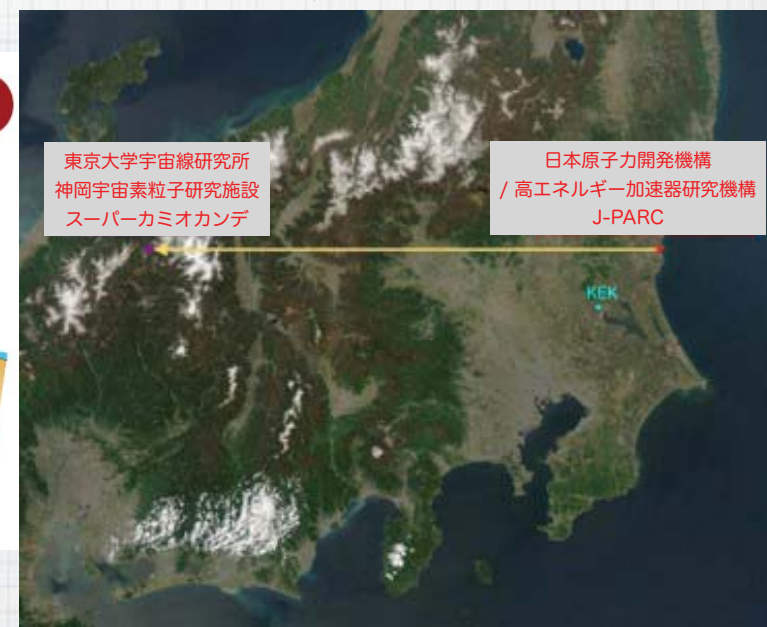 東京大学宇宙線研究所
神岡宇宙素粒子研究施設
スーパーカミオカンデ
日本原子力開発機構
/ 高エネルギー加速器研究機構
J-PARC
KEK